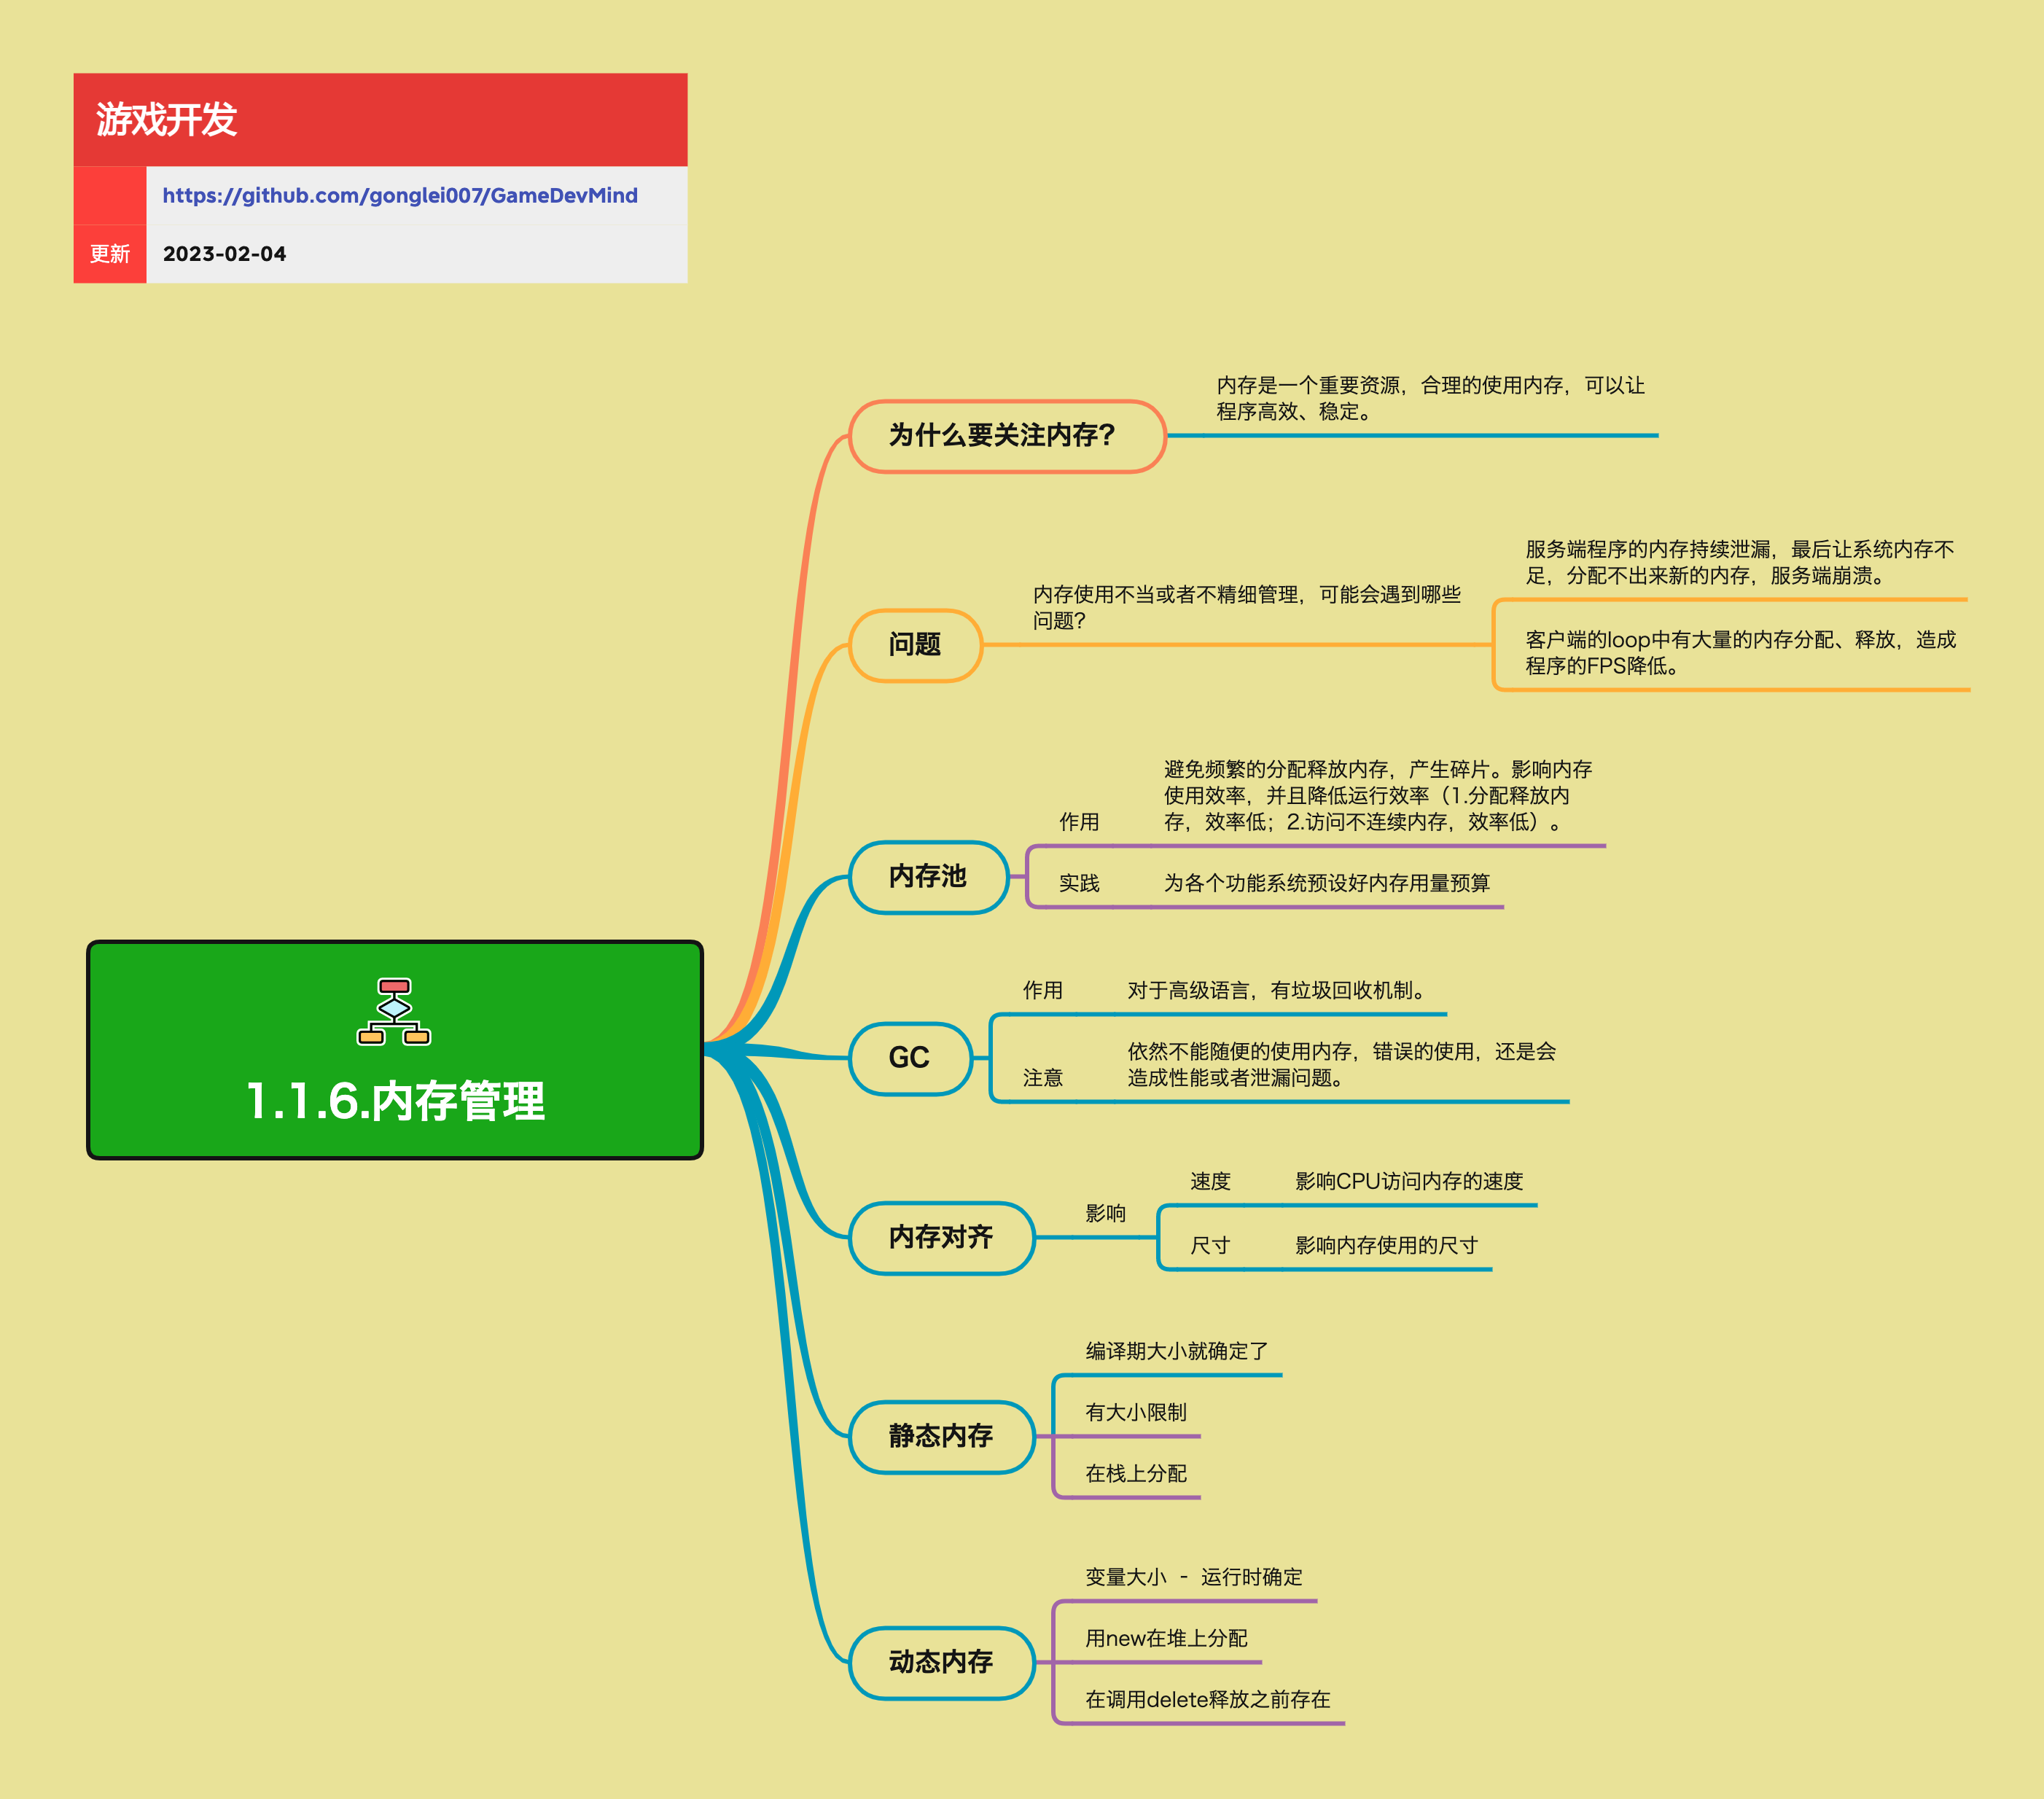 游戏开发
https://github.com/gonglei007/GameDevMind
更新
2023-02-04
1.1.6.内存管理
为什么要关注内存?
内存是一个重要资源，合理的使用内存，可以让
程序高效、稳定。
问题
内存使用不当或者不精细管理，可能会遇到哪些
问题?
服务端程序的内存持续泄漏，最后让系统内存不
足，分配不出来新的内存，服务端崩溃。
客户端的loop中有大量的内存分配、释放，造成
程序的FPS降低。
内存池
作用
避免频繁的分配释放内存，产生碎片。影响内存
使用效率，并且降低运行效率（1.分配释放内
存，效率低；2.访问不连续内存，效率低）。
实践
为各个功能系统预设好内存用量预算
GC
作用
对于高级语言，有垃圾回收机制。
注意
依然不能随便的使用内存，错误的使用，还是会
造成性能或者泄漏问题。
内存对齐
影响
速度
影响CPU访问内存的速度
尺寸
影响内存使用的尺寸
静态内存
编译期大小就确定了
有大小限制
在栈上分配
动态内存
变量大小 - 运行时确定
用new在堆上分配
在调用delete释放之前存在